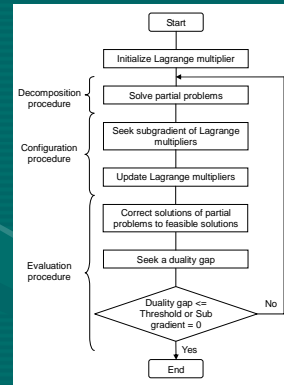 Start
Initialize Lagrange multiplier
Decomposition
procedure
Solve partial problems
Configuration
procedure
Seek subgradient of Lagrange
multipliers
Update Lagrange multipliers
Evaluation
procedure
Correct solutions of partial
problems to feasible solutions
Seek a duality gap
Duality gap <=
Threshold or Sub
gradient = 0
No
Yes
End